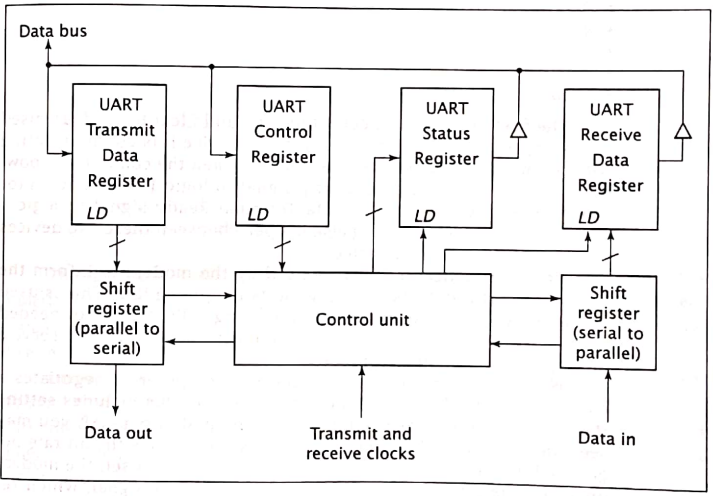 Data bus
UART
Transmit
Data
Register
LD
UART
Control
Register
LD
UART
Status
Register
LD
UART
Receive
Data
Register
LD
Shift
register
(parallel to
serial)
Control unit
Shift
register
(serial to
parallel)
Data out
Transmit and
receive clocks
Data in